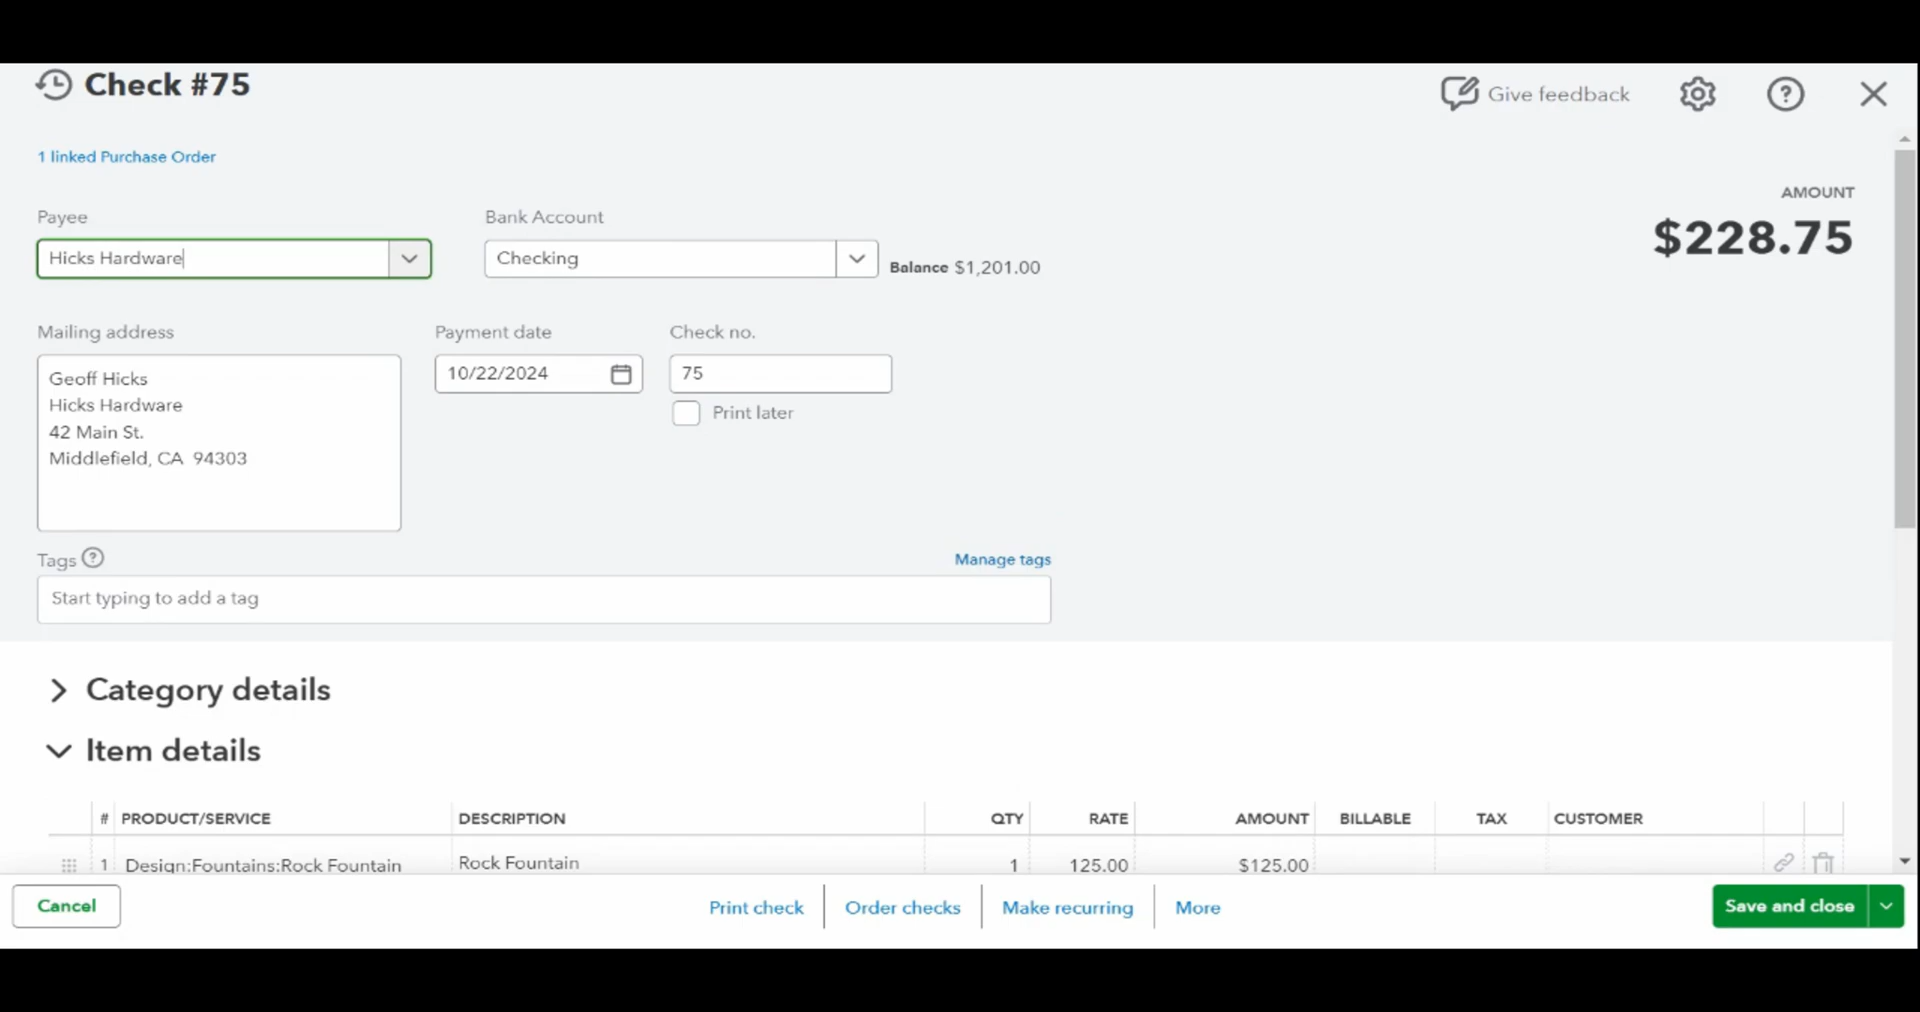 Check #75
Give feedback
1 linked Purchase Order
AMOUNT
$228.75
Payee
Bank Account
Hicks Hardware
Checking
Balance $1,201.00
Mailing address
Payment date
Check no.
Geoff Hicks
Hicks Hardware
42 Main St.
Middlefield, CA 94303
10/22/2024
75
Print later
Tags ?
Manage tags
Start typing to add a tag
Category details
Item details
# PRODUCT/SERVICE DESCRIPTION QTY RATE AMOUNT BILLABLE TAX CUSTOMER
1 Design:Fountains:Rock Fountain Rock Fountain 1 125.00 $125.00
Cancel
Print check
Order checks
Make recurring
More
Save and close